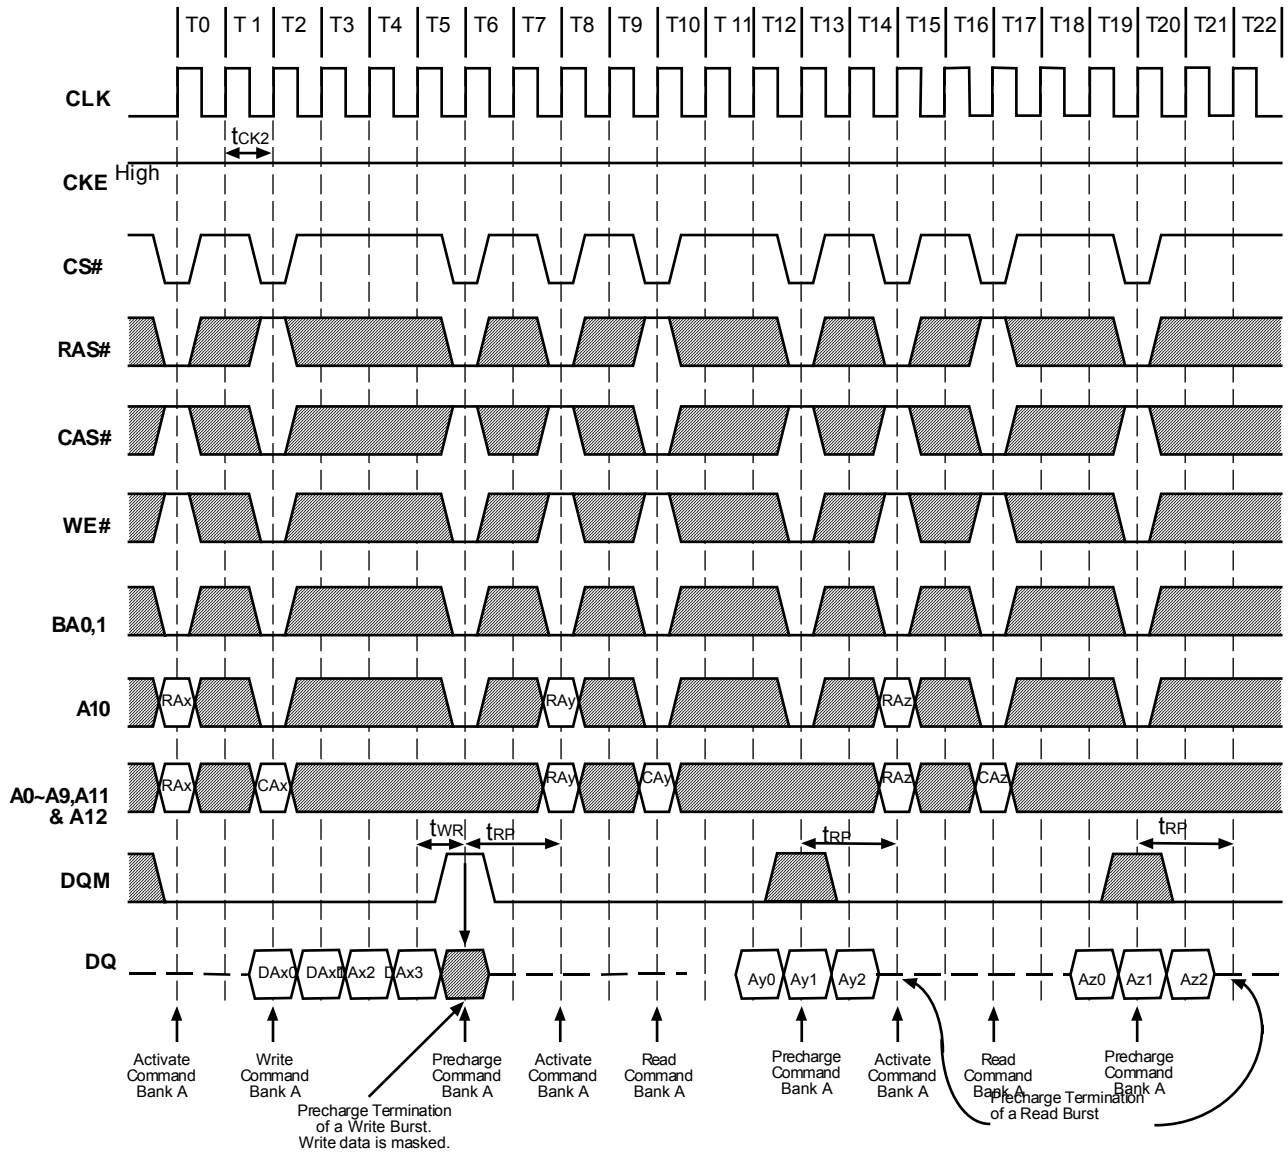 T0 T1 T2 T3 T4 T5 T6 T7 T8 T9 T10 T11 T12 T13 T14 T15 T16 T17 T18 T19 T20 T21 T22
CLK
tCK2
High
CKE
CS#
RAS#
CAS#
WE#
BA0,1
A10
RAx RAy RAz
A0~A9,A11
& A12
RAx CAx RAy CAy RAz CAz
tWR tRP tRP tRP
DQM
DQ
DAx0 DAx1 DAx2 DAx3 Ay0 Ay1 Ay2 Az0 Az1 Az2
Activate
Command
Bank A
Write
Command
Bank A
Precharge
Command
Bank A
Activate
Command
Bank A
Read
Command
Bank A
Precharge
Command
Bank A
Activate
Command
Bank A
Read
Command
Bank A
Precharge
Command
Bank A
Precharge Termination
of a Write Burst.
Write data is masked.
Precharge Termination
of a Read Burst